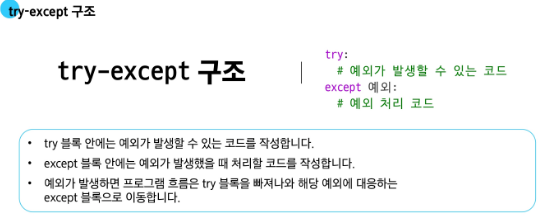 try-except 구조
try-except 구조
try:
# 예외가 발생할 수 있는 코드
except 예외:
# 예외 처리 코드
• try 블록 안에는 예외가 발생할 수 있는 코드를 작성합니다.
• except 블록 안에는 예외가 발생했을 때 처리할 코드를 작성합니다.
• 예외가 발생하면 프로그램 흐름은 try 블록을 빠져나와 해당 예외에 대응하는
except 블록으로 이동합니다.